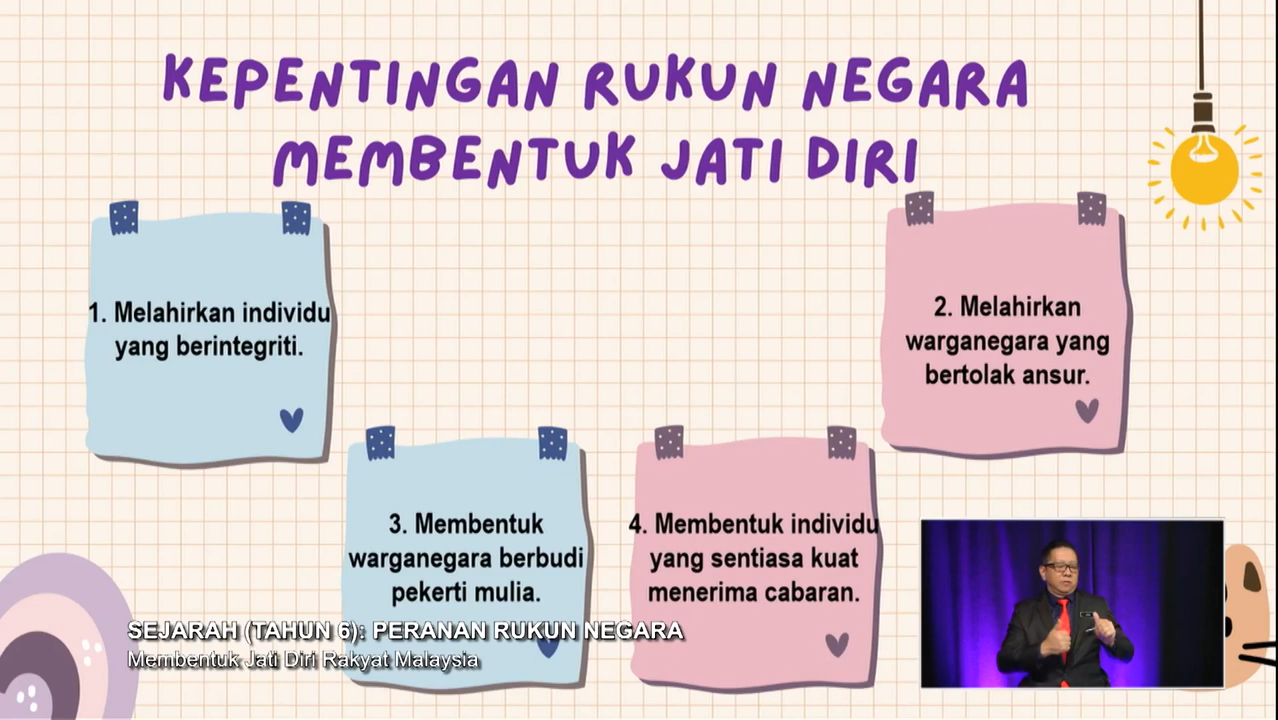 KEPENTINGAN RUKUN NEGARA
MEMBENTUK JATI DIRI
1. Melahirkan individu
yang berintegriti.
2. Melahirkan
warganegara yang
bertolak ansur.
3. Membentuk
warganegara berbudi
pekerti mulia.
4. Membentuk individu
yang sentiasa kuat
menerima cabaran.
SEJARAH (TAHUN 6): PERANAN RUKUN NEGARA
Membentuk Jati Diri Rakyat Malaysia